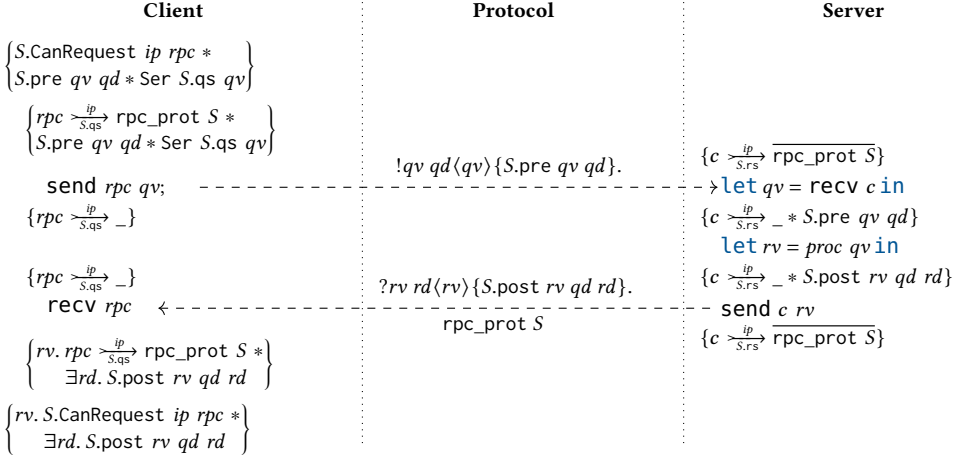 Client Protocol Server
{S.CanRequest ip rpc ∗
S.pre qv qd ∗ Ser S.qs qv}
{rpc ↣[ip / S.qs] rpc_prot S ∗
S.pre qv qd ∗ Ser S.qs qv}
{c ↣[ip / S.rs] \overline{rpc_prot S}}
!qv qd⟨qv⟩{S.pre qv qd}.
send rpc qv;
let qv = recv c in
{rpc ↣[ip / S.qs] _}
{c ↣[ip / S.rs] _ ∗ S.pre qv qd}
let rv = proc qv in
{rpc ↣[ip / S.qs] _}
{c ↣[ip / S.rs] _ ∗ S.post rv qd rd}
?rv rd⟨rv⟩{S.post rv qd rd}.
recv rpc
send c rv
rpc_prot S
{c ↣[ip / S.rs] \overline{rpc_prot S}}
{rv. rpc ↣[ip / S.qs] rpc_prot S ∗
∃rd. S.post rv qd rd}
{rv. S.CanRequest ip rpc ∗
∃rd. S.post rv qd rd}